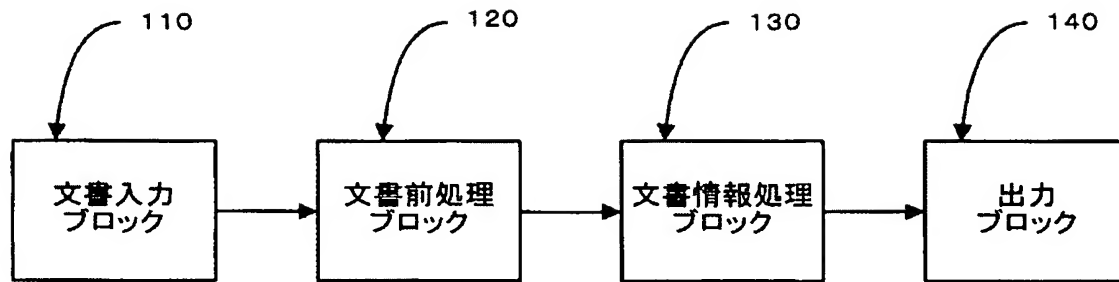 110
120
130
140
文書入力
ブロック
文書前処理
ブロック
文書情報処理
ブロック
出力
ブロック